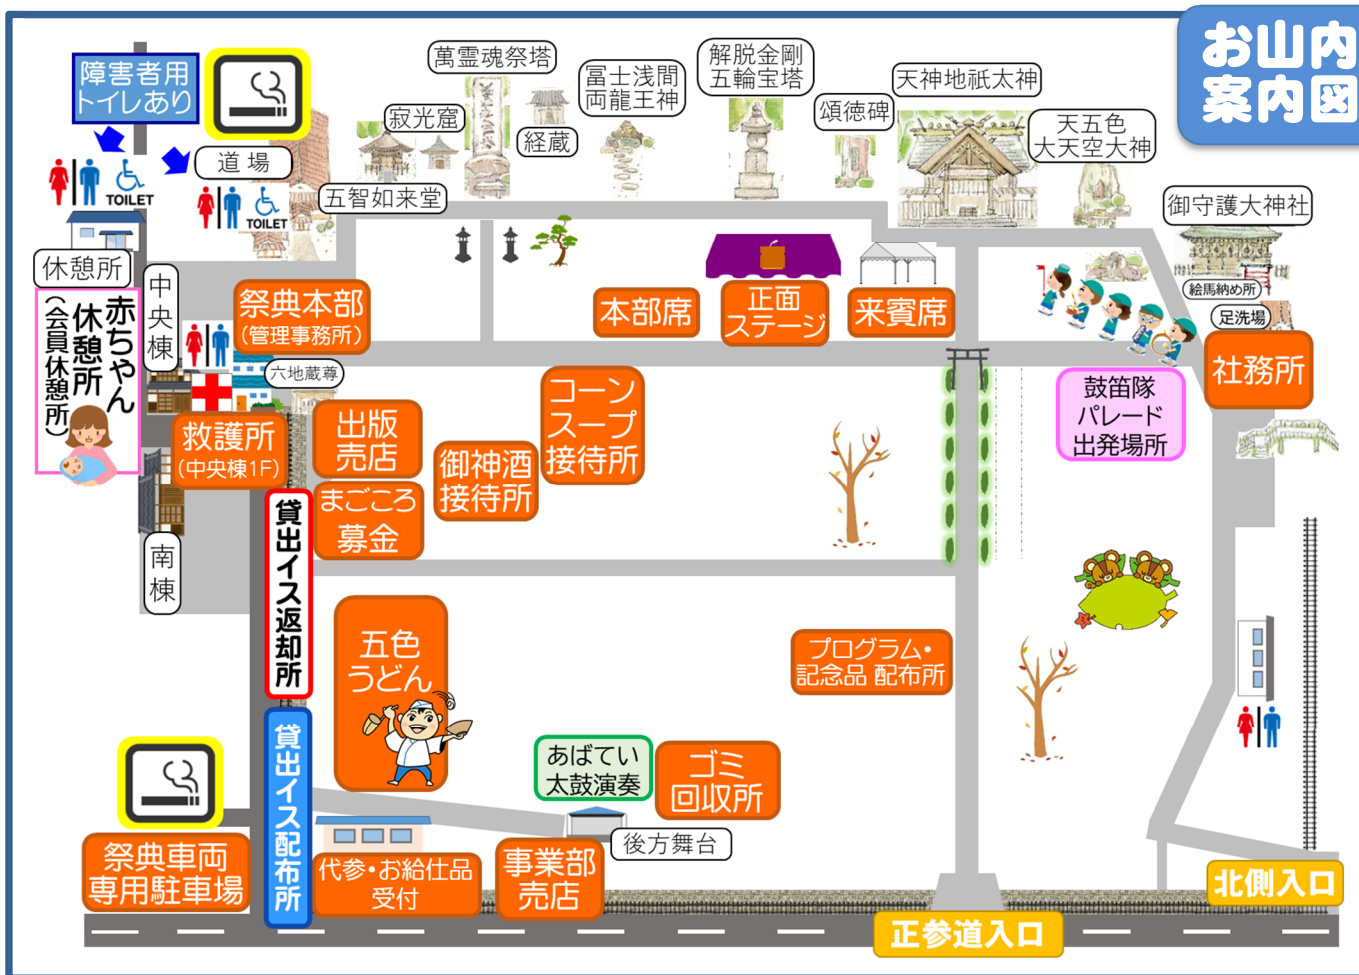 お山内
案内図
障害者用
トイレあり
道場
TOILET
TOILET
萬霊魂祭塔
寂光窟
経蔵
五智如来堂
冨士浅間
両龍王神
解脱金剛
五輪宝塔
頌徳碑
天神地祇太神
天五色
大天空大神
御守護大神社
絵馬納め所
足洗場
社務所
休憩所
赤ちゃん
休憩所
（会員休憩所）
中央棟
祭典本部
（管理事務所）
六地蔵尊
救護所
（中央棟1F）
南棟
本部席
正面
ステージ
来賓席
鼓笛隊
パレード
出発場所
コーン
スープ
接待所
御神酒
接待所
出版
売店
まごころ
募金
貸出イス返却所
五色
うどん
プログラム・
記念品 配布所
貸出イス配布所
あばてい
太鼓演奏
ゴミ
回収所
後方舞台
祭典車両
専用駐車場
代参・お給仕品
受付
事業部
売店
正参道入口
北側入口